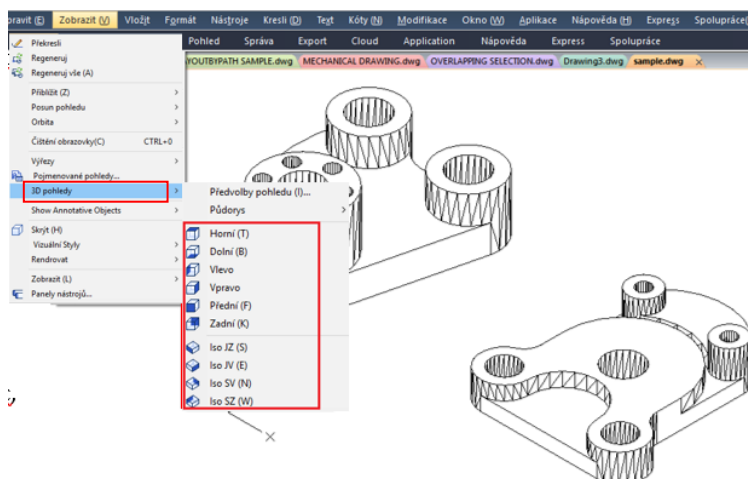 pravit (E) Zobrazit (V) Vložit Formát Nástroje Kresli (D) Text Kóty (N) Modifikace Okno (W) Aplikace Nápověda (H) Express Spolupráce(
Pohled Správa Export Cloud Application Nápověda Express Spolupráce
YOUTBYPATH SAMPLE.dwg MECHANICAL DRAWING.dwg OVERLAPPING SELECTION.dwg Drawing3.dwg sample.dwg
Překresli
Regeneruj
Regeneruj vše (A)
Přiblížit (Z)
Posun pohledu
Orbita
Čištění obrazovky(C) CTRL+0
Výřezy
Pojmenované pohledy...
3D pohledy
Show Annotative Objects
Skrýt (H)
Vizuální Styly
Rendrovat
Zobrazit (L)
Panely nástrojů...
Předvolby pohledu (I)...
Půdorys
Horní (T)
Dolní (B)
Vlevo
Vpravo
Přední (F)
Zadní (K)
Iso JZ (S)
Iso JV (E)
Iso SV (N)
Iso SZ (W)